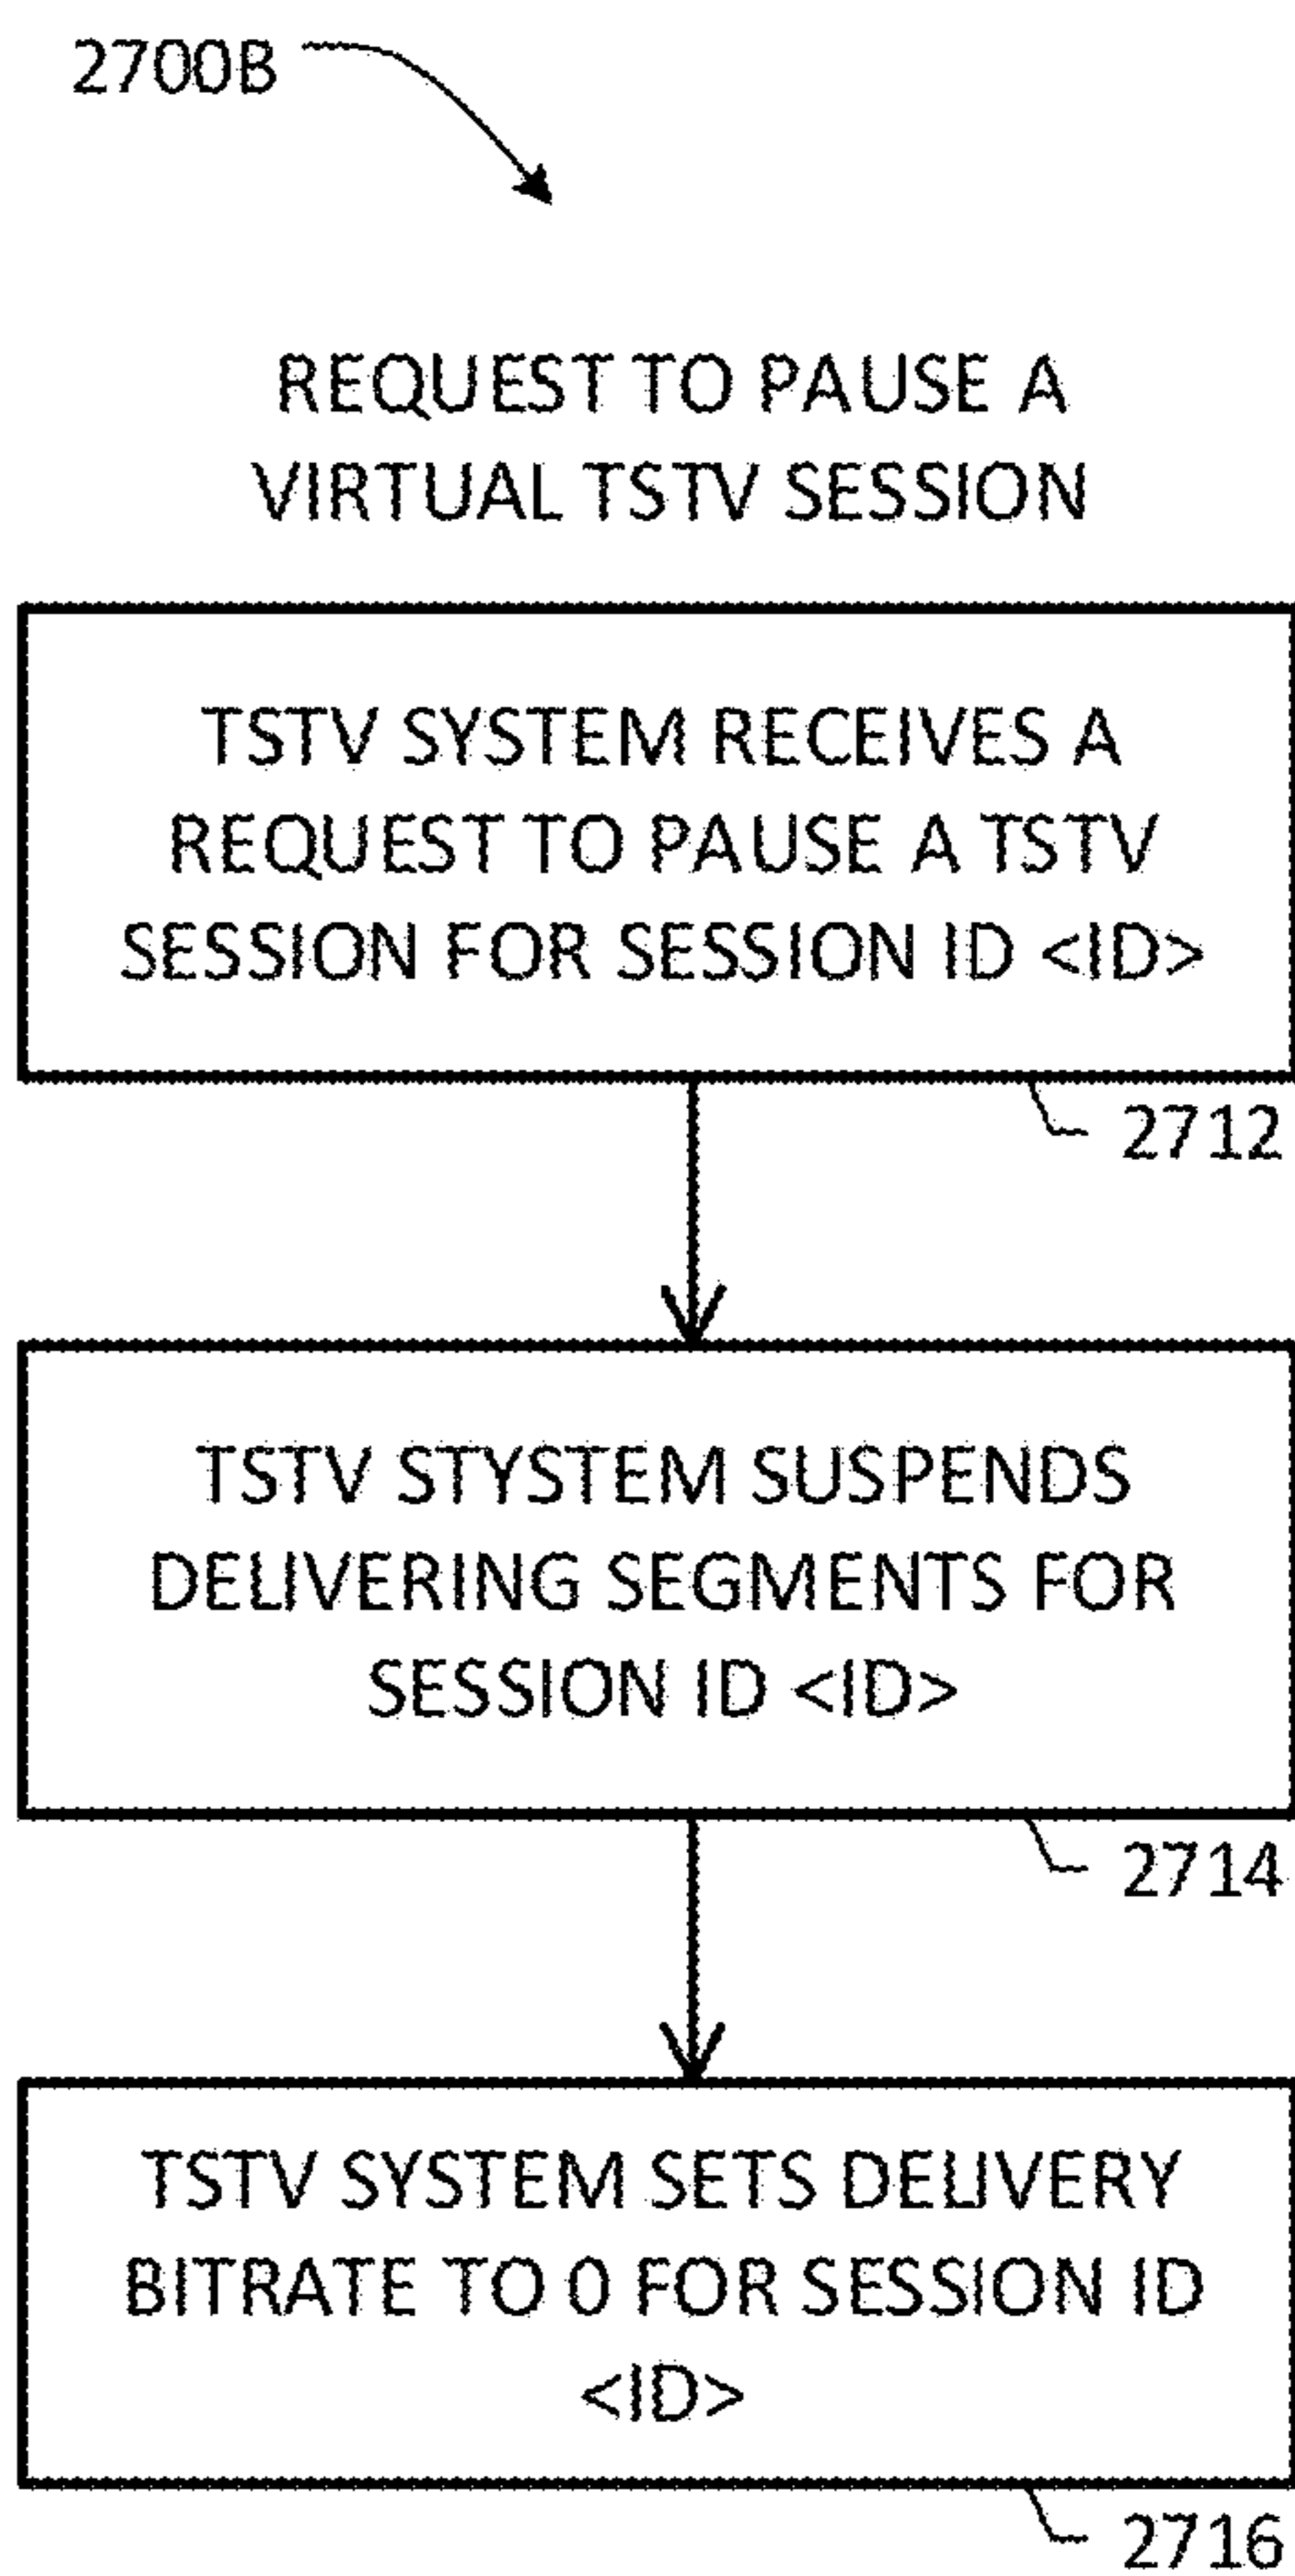 2700B
REQUEST TO PAUSE A
VIRTUAL TSTV SESSION
TSTV SYSTEM RECEIVES A
REQUEST TO PAUSE A TSTV
SESSION FOR SESSION ID <ID>
2712
TSTV STYSTEM SUSPENDS
DELIVERING SEGMENTS FOR
SESSION ID <ID>
2714
TSTV SYSTEM SETS DELIVERY
BITRATE TO 0 FOR SESSION ID
<ID>
2716